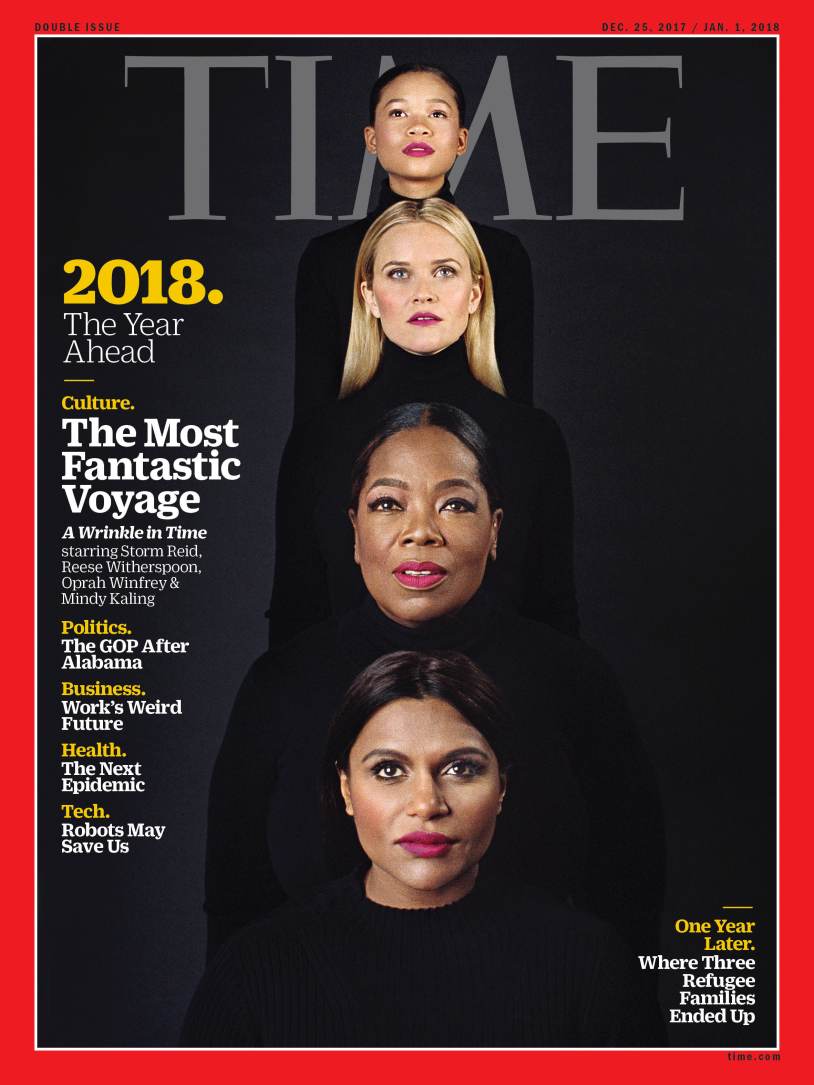 DOUBLE ISSUE
DEC. 25, 2017 / JAN. 1, 2018
TIME
2018.
The Year
Ahead
Culture.
The Most
Fantastic
Voyage
A Wrinkle in Time
starring Storm Reid,
Reese Witherspoon,
Oprah Winfrey &
Mindy Kaling
Politics.
The GOP After
Alabama
Business.
Work's Weird
Future
Health.
The Next
Epidemic
Tech.
Robots May
Save Us
One Year
Later.
Where Three
Refugee
Families
Ended Up
time.com